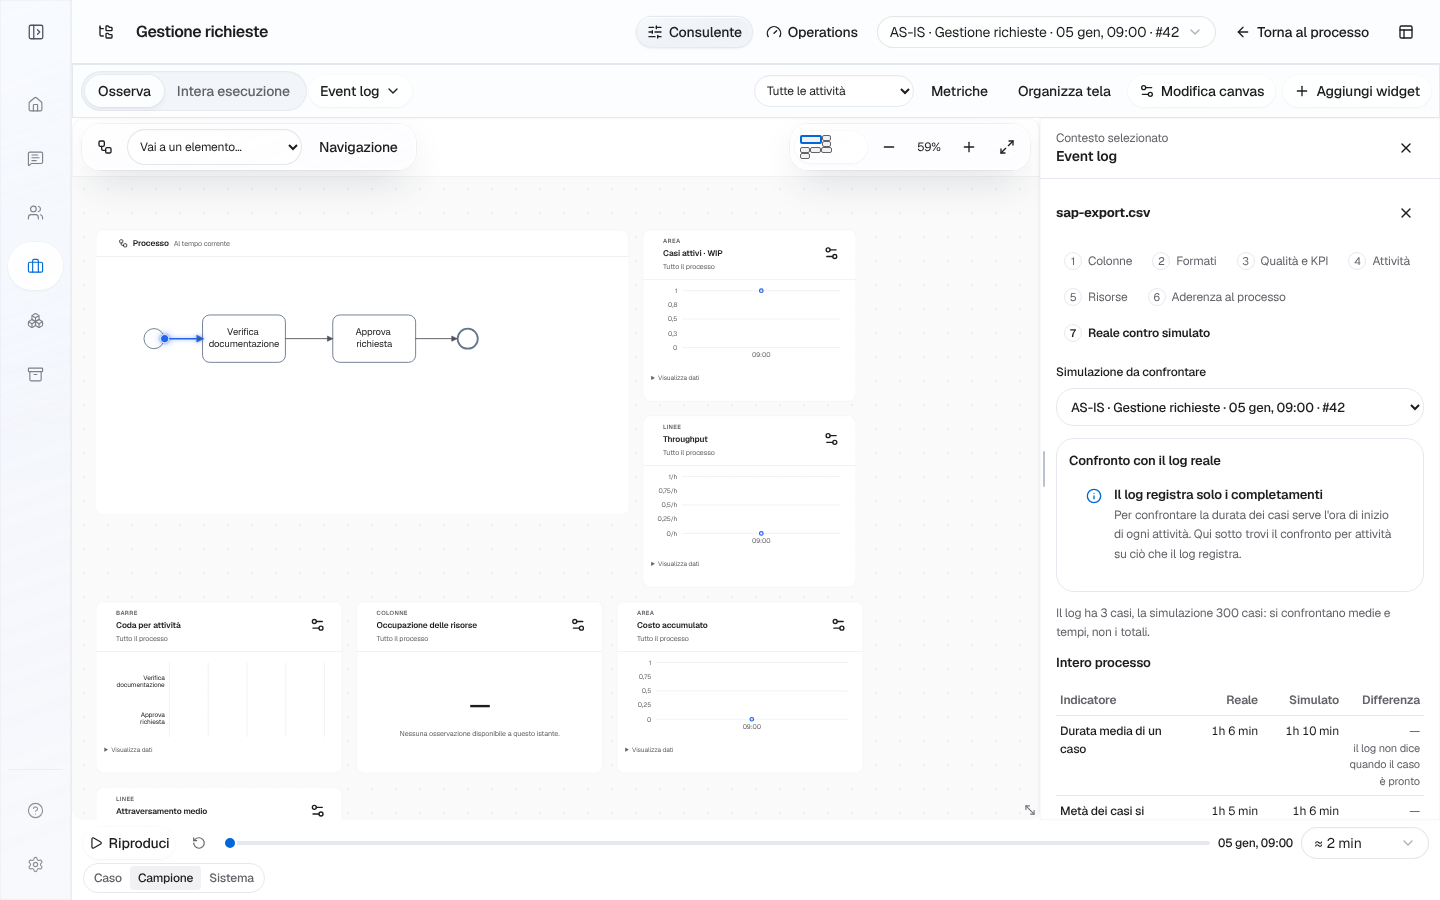 Gestione richieste
Consulente
Operations
AS-IS · Gestione richieste · 05 gen, 09:00 · #42
Torna al processo
Osserva
Intera esecuzione
Event log
Tutte le attività
Metriche
Organizza tela
Modifica canvas
Aggiungi widget
Vai a un elemento...
Navigazione
59%
Processo Al tempo corrente
Verifica
documentazione
Approva
richiesta
AREA
Casi attivi · WIP
Tutto il processo
1
0,8
0,5
0,3
0
09:00
Visualizza dati
LINEE
Throughput
Tutto il processo
1/h
0,75/h
0,5/h
0,25/h
0/h
09:00
Visualizza dati
BARRE
Coda per attività
Tutto il processo
Verifica
documentazione
Approva
richiesta
Visualizza dati
COLONNE
Occupazione delle risorse
Tutto il processo
—
Nessuna osservazione disponibile a questo istante.
AREA
Costo accumulato
Tutto il processo
1
0,75
0,5
0,25
0
09:00
Visualizza dati
LINEE
Attraversamento medio
Contesto selezionato
Event log
sap-export.csv
1 Colonne
2 Formati
3 Qualità e KPI
4 Attività
5 Risorse
6 Aderenza al processo
7 Reale contro simulato
Simulazione da confrontare
AS-IS · Gestione richieste · 05 gen, 09:00 · #42
Confronto con il log reale
Il log registra solo i completamenti
Per confrontare la durata dei casi serve l'ora di inizio
di ogni attività. Qui sotto trovi il confronto per attività
su ciò che il log registra.
Il log ha 3 casi, la simulazione 300 casi: si confrontano medie e
tempi, non i totali.
Intero processo
Indicatore Reale Simulato Differenza
Durata media di un 1h 6 min 1h 10 min —
caso
il log non dice
quando il caso
è pronto
Metà dei casi si 1h 5 min 1h 6 min —
Riproduci
05 gen, 09:00
≈ 2 min
Caso
Campione
Sistema